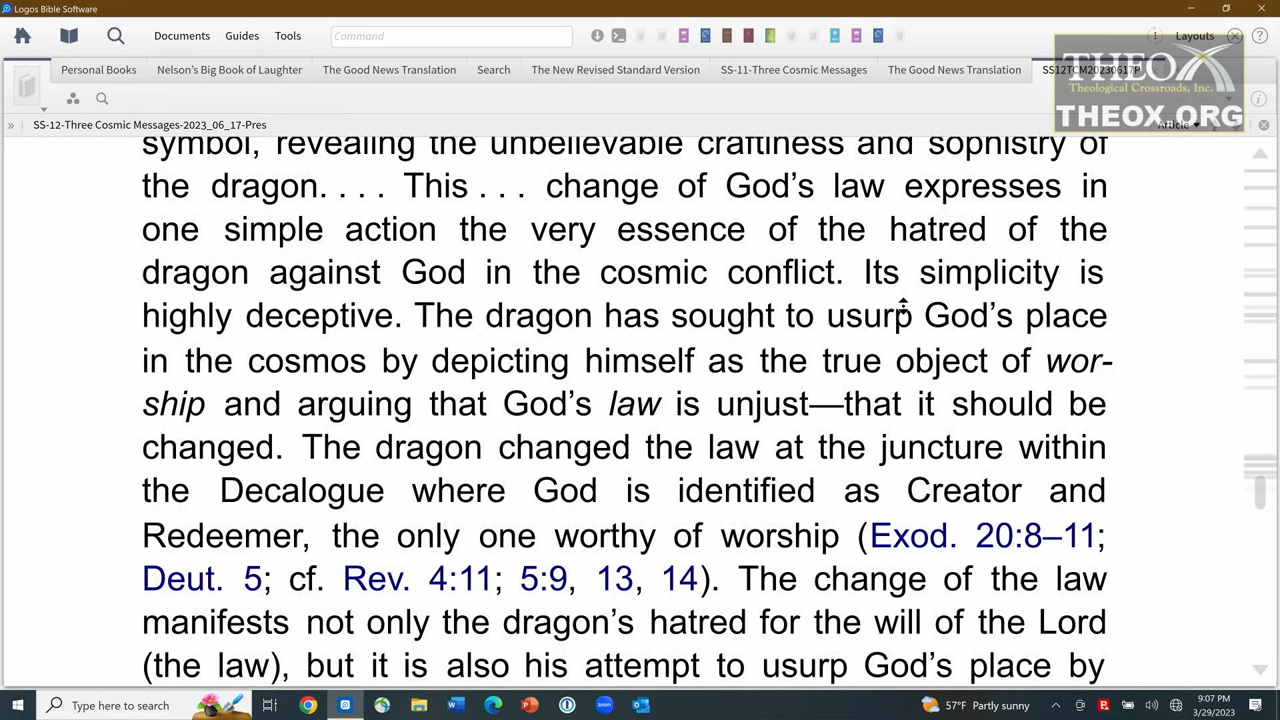 Logos Bible Software
Documents Guides Tools Command Layouts
Personal Books Nelson's Big Book of Laughter The Search The New Revised Standard Version SS-11-Three Cosmic Messages The Good News Translation SS12TCM20230617P
THEOX
Theological Crossroads, Inc.
THEOX.ORG
» SS-12-Three Cosmic Messages-2023_06_17-Pres Article
symbol, revealing the unbelievable craftiness and sophistry of
the dragon. . . . This . . . change of God's law expresses in
one simple action the very essence of the hatred of the
dragon against God in the cosmic conflict. Its simplicity is
highly deceptive. The dragon has sought to usurp God's place
in the cosmos by depicting himself as the true object of wor-
ship and arguing that God's law is unjust—that it should be
changed. The dragon changed the law at the juncture within
the Decalogue where God is identified as Creator and
Redeemer, the only one worthy of worship (Exod. 20:8–11;
Deut. 5; cf. Rev. 4:11; 5:9, 13, 14). The change of the law
manifests not only the dragon's hatred for the will of the Lord
(the law), but it is also his attempt to usurp God's place by
Type here to search 57°F Partly sunny 9:07 PM
3/29/2023